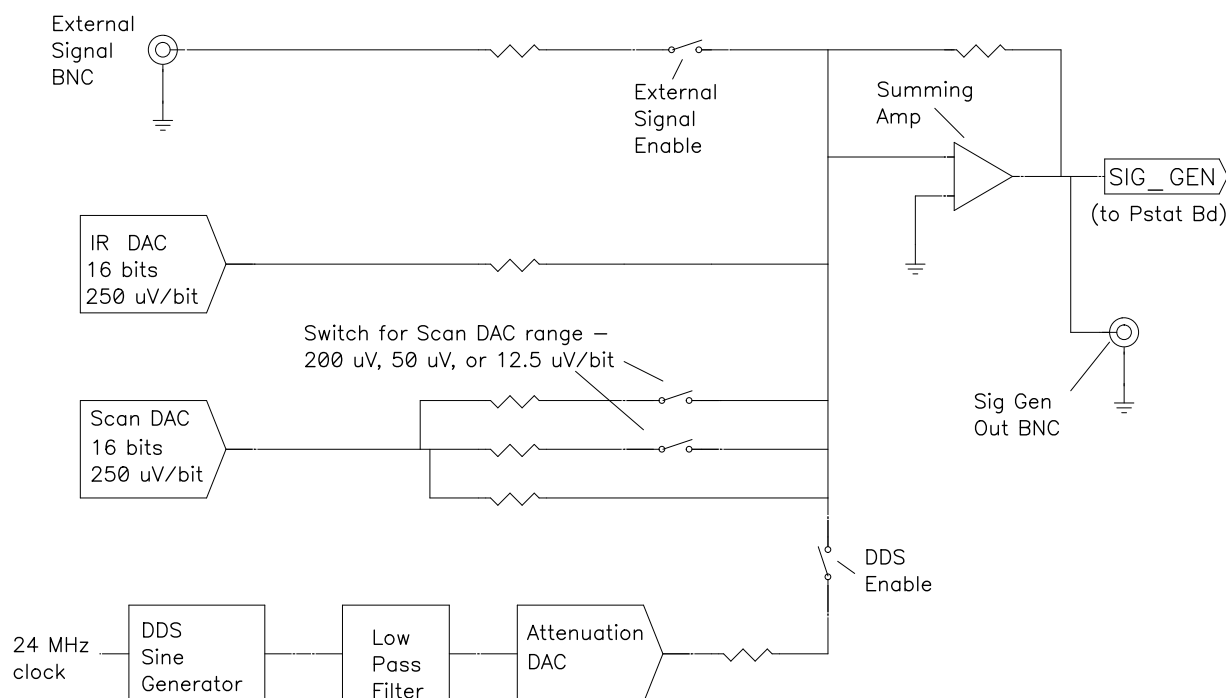 External
Signal
BNC
External
Signal
Enable
Summing
Amp
SIG_GEN
(to Pstat Bd)
IR DAC
16 bits
250 uV/bit
Switch for Scan DAC range –
200 uV, 50 uV, or 12.5 uV/bit
Scan DAC
16 bits
250 uV/bit
Sig Gen
Out BNC
DDS
Enable
24 MHz
clock
DDS
Sine
Generator
Low
Pass
Filter
Attenuation
DAC